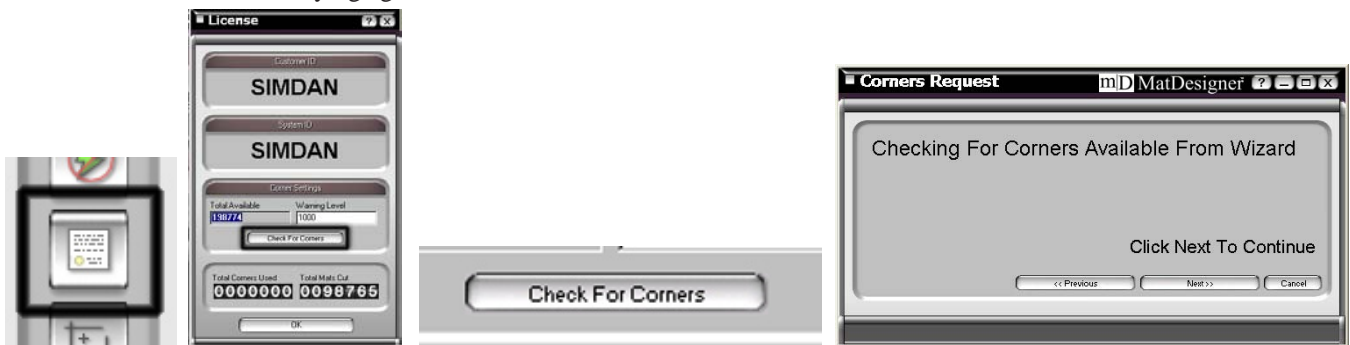 License
Customer ID
SIMDAN
System ID
SIMDAN
Corner Settings
Total Available Warning Level
198774 1000
Check For Corners
Total Corners Used Total Mats Cut
0000000 0098765
OK
Check For Corners
Corners Request mD MatDesigner
Checking For Corners Available From Wizard
Click Next To Continue
<< Previous Next >> Cancel